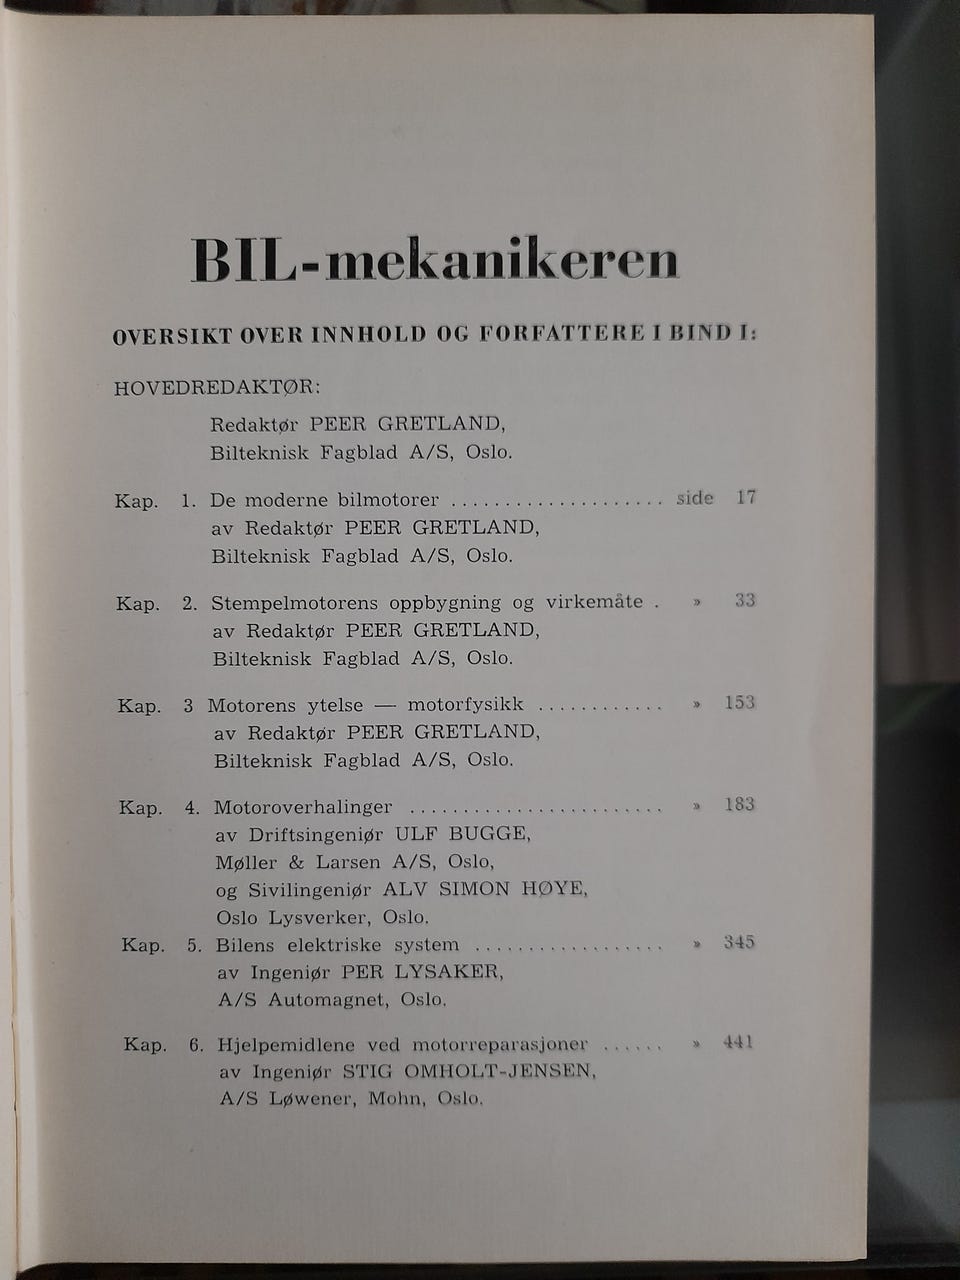 BIL-mekanikeren
OVERSIKT OVER INNHOLD OG FORFATTERE I BIND I:
HOVEDREDAKTØR:
Redaktør PEER GRETLAND,
Bilteknisk Fagblad A/S, Oslo.
Kap. 1. De moderne bilmotorer .................... side 17
av Redaktør PEER GRETLAND,
Bilteknisk Fagblad A/S, Oslo.
Kap. 2. Stempelmotorens oppbygning og virkemåte . » 33
av Redaktør PEER GRETLAND,
Bilteknisk Fagblad A/S, Oslo.
Kap. 3 Motorens ytelse — motorfysikk ............ » 153
av Redaktør PEER GRETLAND,
Bilteknisk Fagblad A/S, Oslo.
Kap. 4. Motoroverhalinger ........................ » 183
av Driftsingeniør ULF BUGGE,
Møller & Larsen A/S, Oslo,
og Sivilingeniør ALV SIMON HØYE,
Oslo Lysverker, Oslo.
Kap. 5. Bilens elektriske system .................. » 345
av Ingeniør PER LYSAKER,
A/S Automagnet, Oslo.
Kap. 6. Hjelpemidlene ved motorreparasjoner ...... » 441
av Ingeniør STIG OMHOLT-JENSEN,
A/S Løwener, Mohn, Oslo.